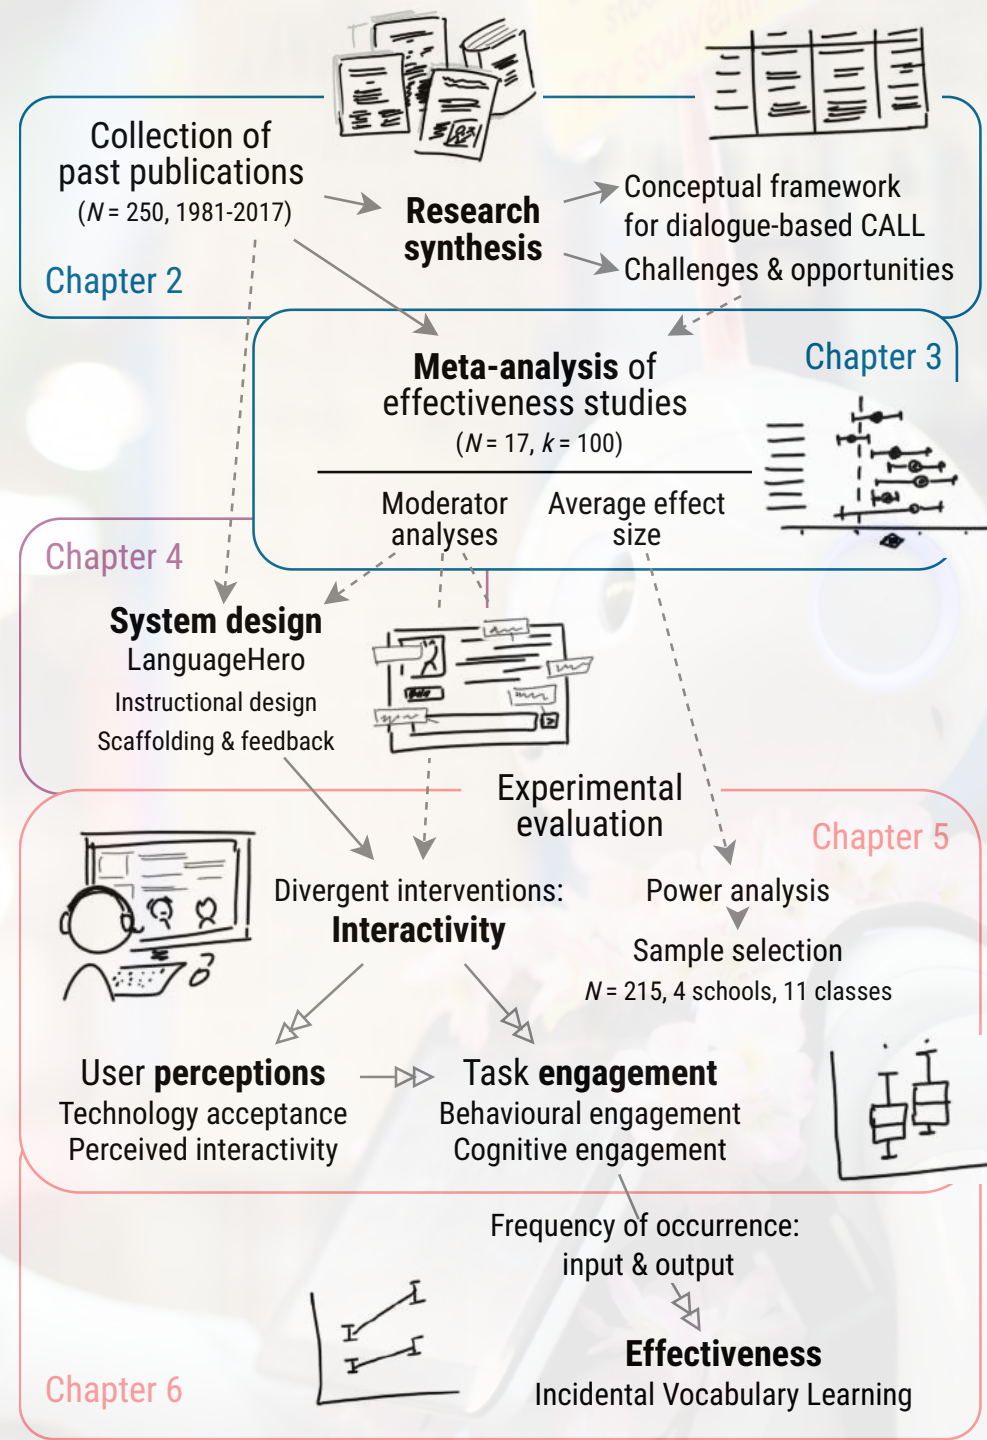 Collection of
past publications
(N = 250, 1981-2017)
Chapter 2
Research
synthesis
Conceptual framework
for dialogue-based CALL
Challenges & opportunities
Chapter 3
Meta-analysis of
effectiveness studies
(N = 17, k = 100)
Moderator
analyses
Average effect
size
Chapter 4
System design
LanguageHero
Instructional design
Scaffolding & feedback
Experimental
evaluation
Chapter 5
Divergent interventions:
Interactivity
Power analysis
Sample selection
N = 215, 4 schools, 11 classes
User perceptions
Technology acceptance
Perceived interactivity
Task engagement
Behavioural engagement
Cognitive engagement
Frequency of occurrence:
input & output
Effectiveness
Incidental Vocabulary Learning
Chapter 6